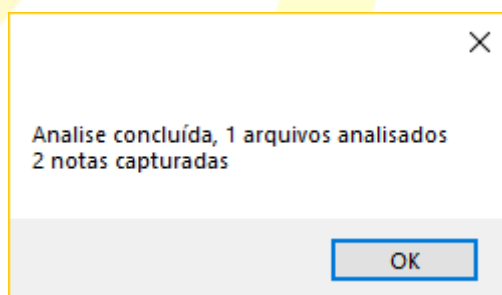 Analise concluída, 1 arquivos analisados
2 notas capturadas
OK